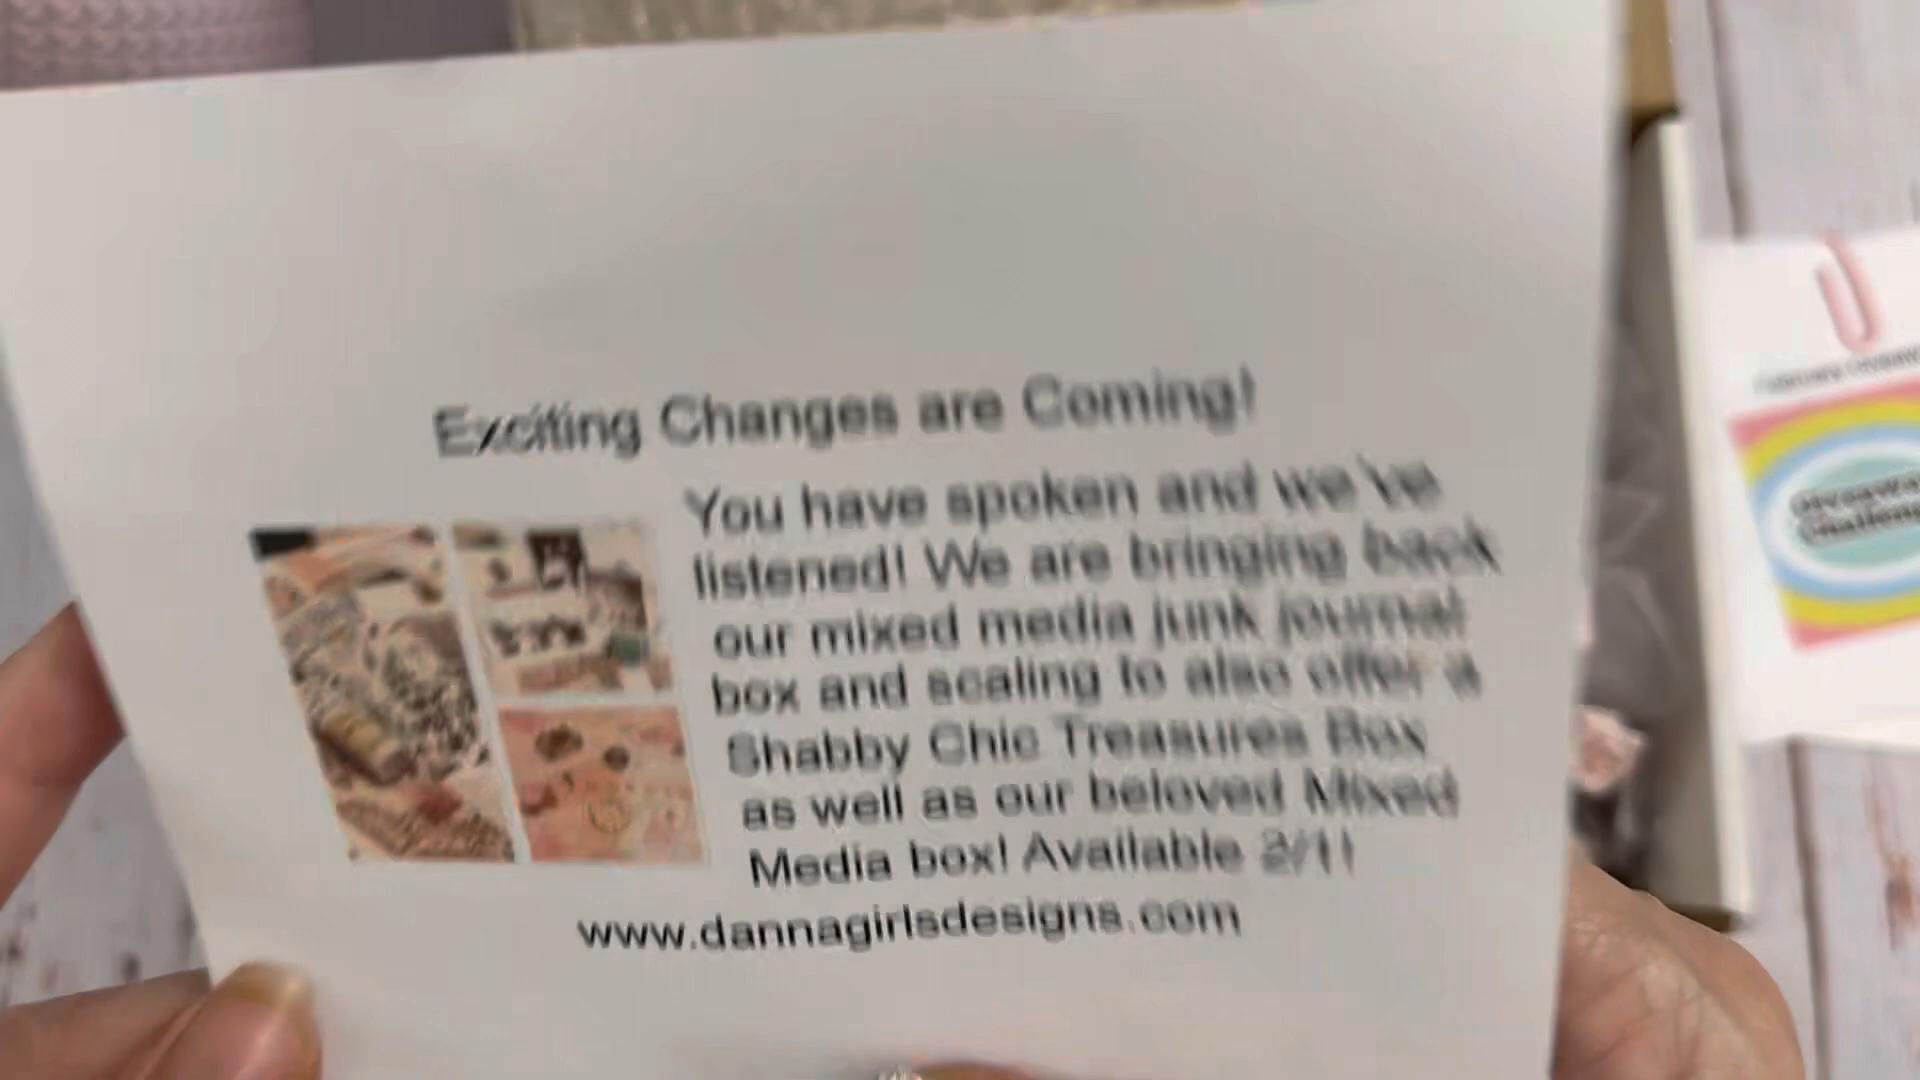 Exciting Changes are Coming!
You have spoken and we've
listened! We are bringing back
our mixed media junk journal
box and scaling to also offer a
Shabby Chic Treasures Box
as well as our beloved Mixed
Media box! Available 2/1!
www.dannagirlsdesigns.com